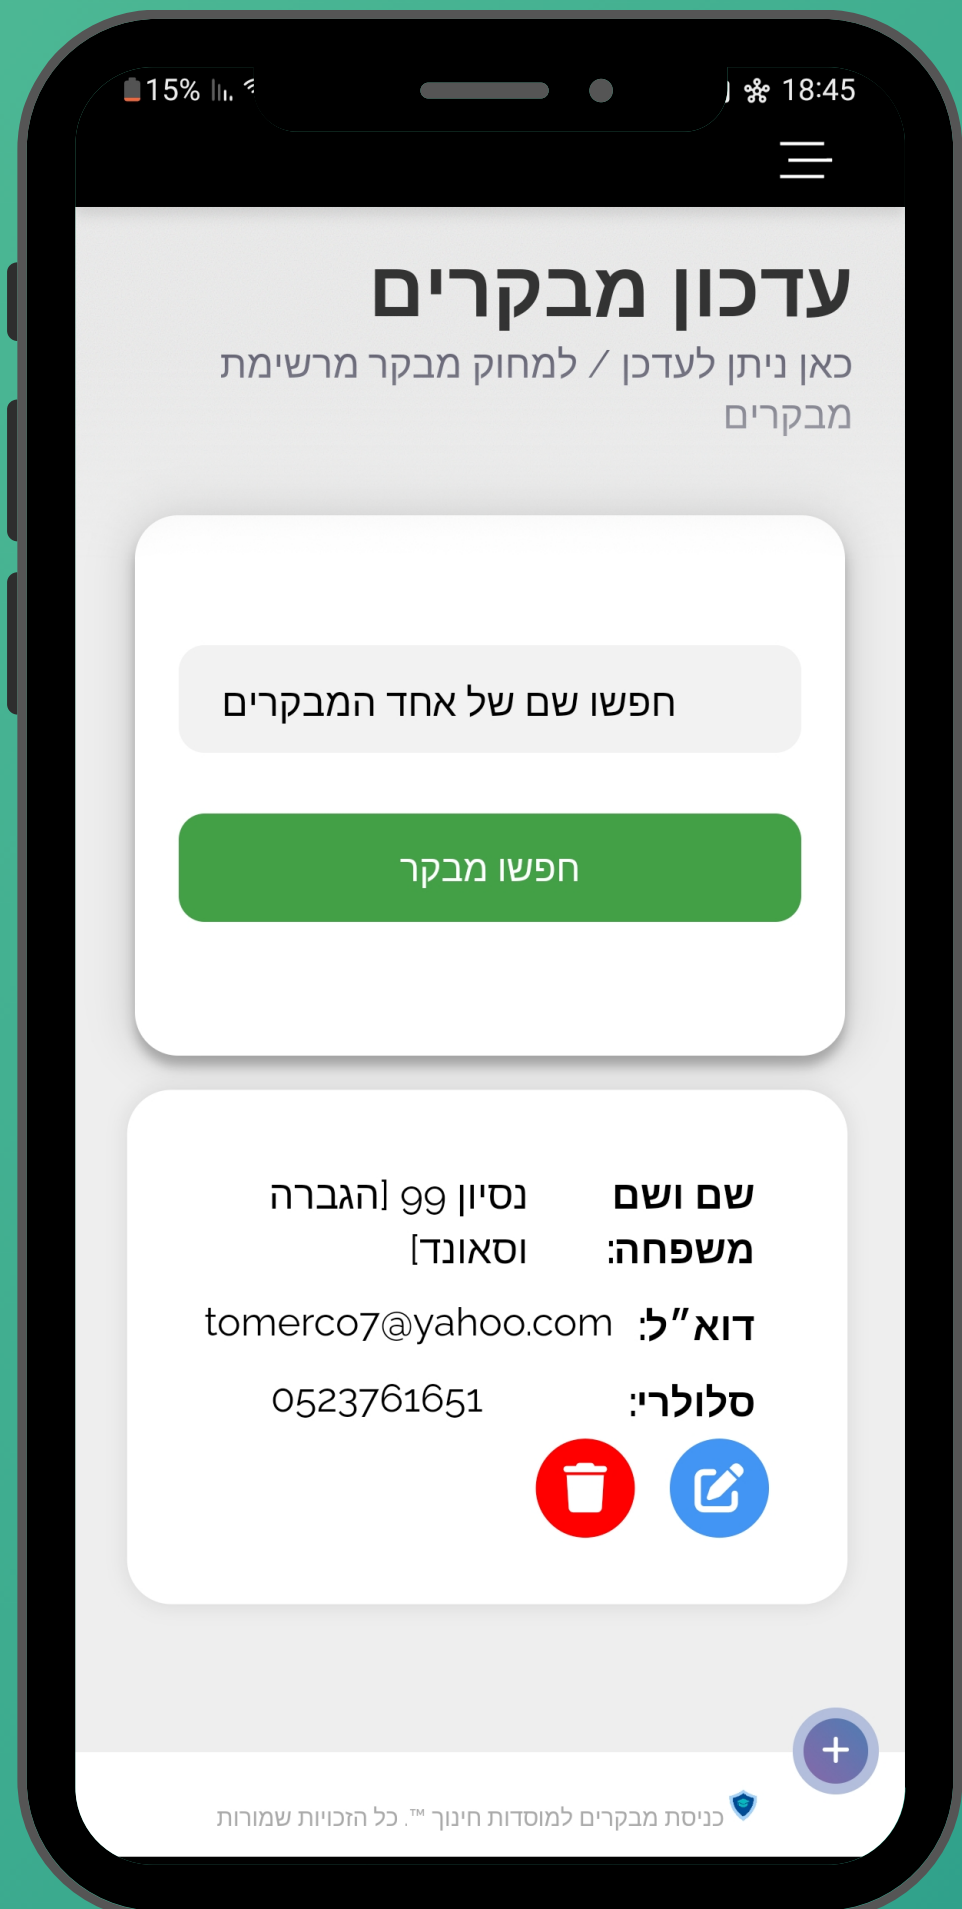 15% 18:45
עדכון מבקרים
כאן ניתן לעדכן / למחוק מבקר מרשימת
מבקרים
חפשו שם של אחד המבקרים
חפשו מבקר
שם ושם נסיון 99 [הגברה
משפחה: וסאונד]
דוא״ל: tomerco7@yahoo.com
סלולרי: 0523761651
כניסת מבקרים למוסדות חינוך ™. כל הזכויות שמורות